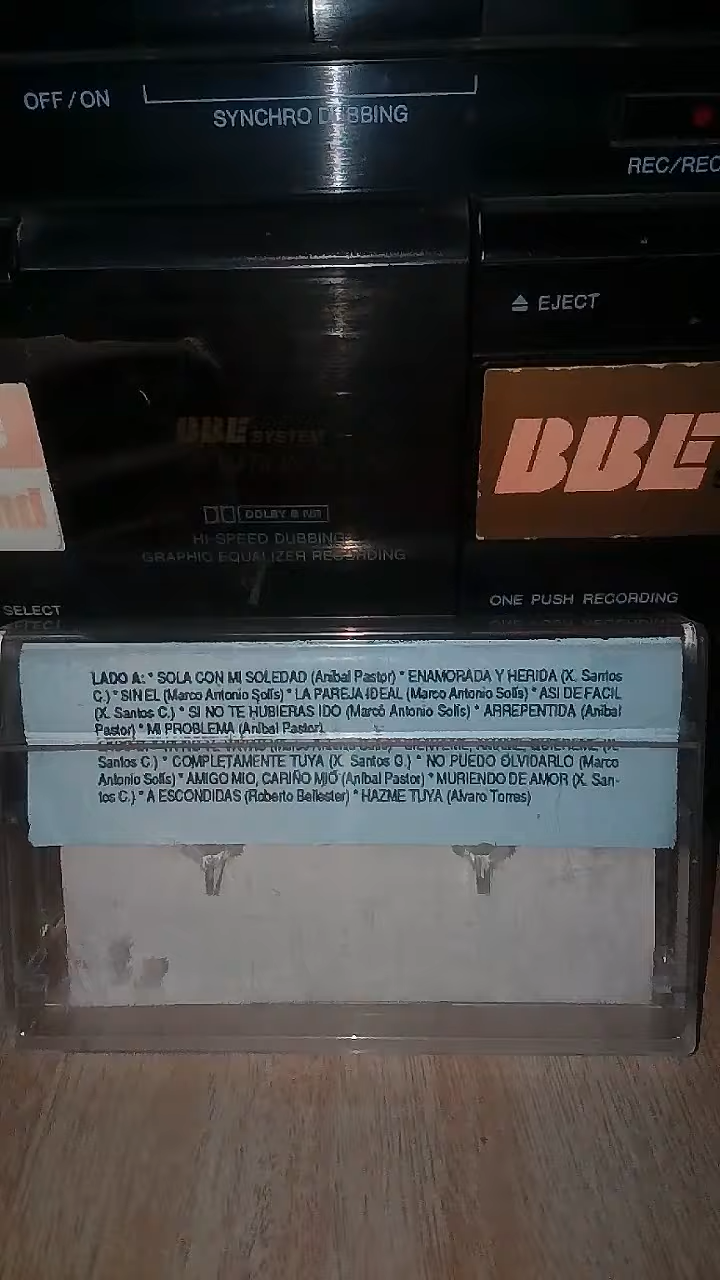 OFF / ON
SYNCHRO DUBBING
REC/REC
EJECT
BBE
BBE SYSTEM
DOLBY B NR
HI-SPEED DUBBING
GRAPHIC EQUALIZER RECORDING
SELECT
ONE PUSH RECORDING
LADO A: * SOLA CON MI SOLEDAD (Anibal Pastor) * ENAMORADA Y HERIDA (X. Santos
C.) * SIN EL (Marco Antonio Solís) * LA PAREJA IDEAL (Marco Antonio Solís) * ASI DE FACIL
(X. Santos C.) * SI NO TE HUBIERAS IDO (Marco Antonio Solís) * ARREPENTIDA (Anibal
Pastor) * MI PROBLEMA (Anibal Pastor)
Santos C.) * COMPLETAMENTE TUYA (X. Santos C.) * NO PUEDO OLVIDARLO (Marco
Antonio Solís) * AMIGO MIO, CARIÑO MIO (Anibal Pastor) * MURIENDO DE AMOR (X. San-
tos C.) * A ESCONDIDAS (Roberto Bellester) * HAZME TUYA (Alvaro Torres)